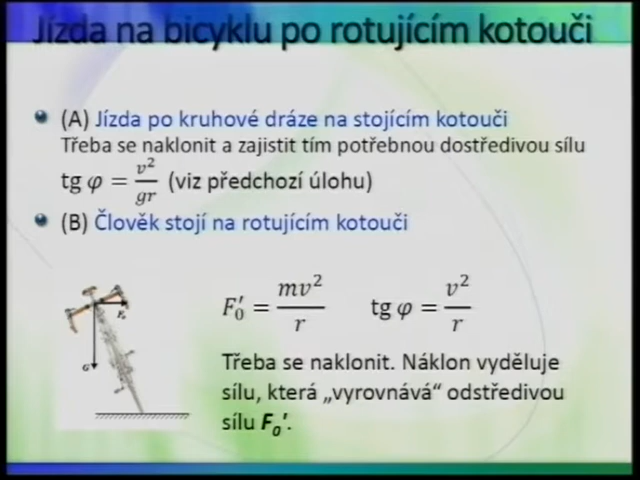 Jízda na bicyklu po rotujícím kotouči
(A) Jízda po kruhové dráze na stojícím kotouči
Třeba se naklonit a zajistit tím potřebnou dostředivou sílu
tg φ = v²/gr (viz předchozí úlohu)
(B) Člověk stojí na rotujícím kotouči
F₀′ = mv²/r tg φ = v²/r
Třeba se naklonit. Náklon vyděluje
sílu, která „vyrovnává“ odstředivou
sílu F₀′.
G